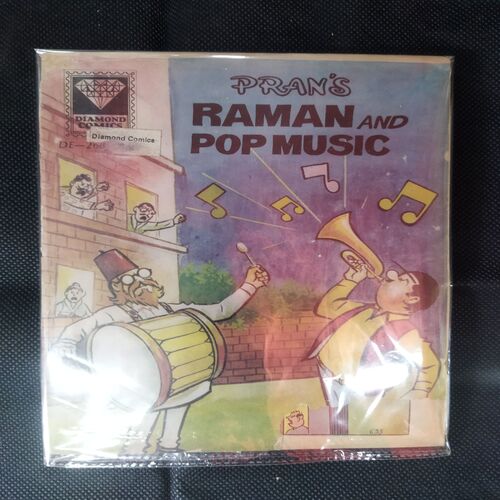 PRAN'S
RAMAN AND
POP MUSIC
DIAMOND
COMICS
Diamond Comics